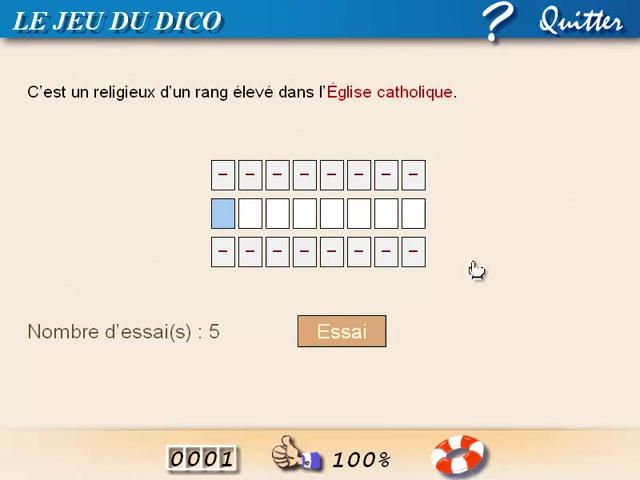 LE JEU DU DICO
? Quitter
C'est un religieux d'un rang élevé dans l'Église catholique.
- - - - - - - -
- - - - - - - -
Nombre d'essai(s) : 5 Essai
0001 100%